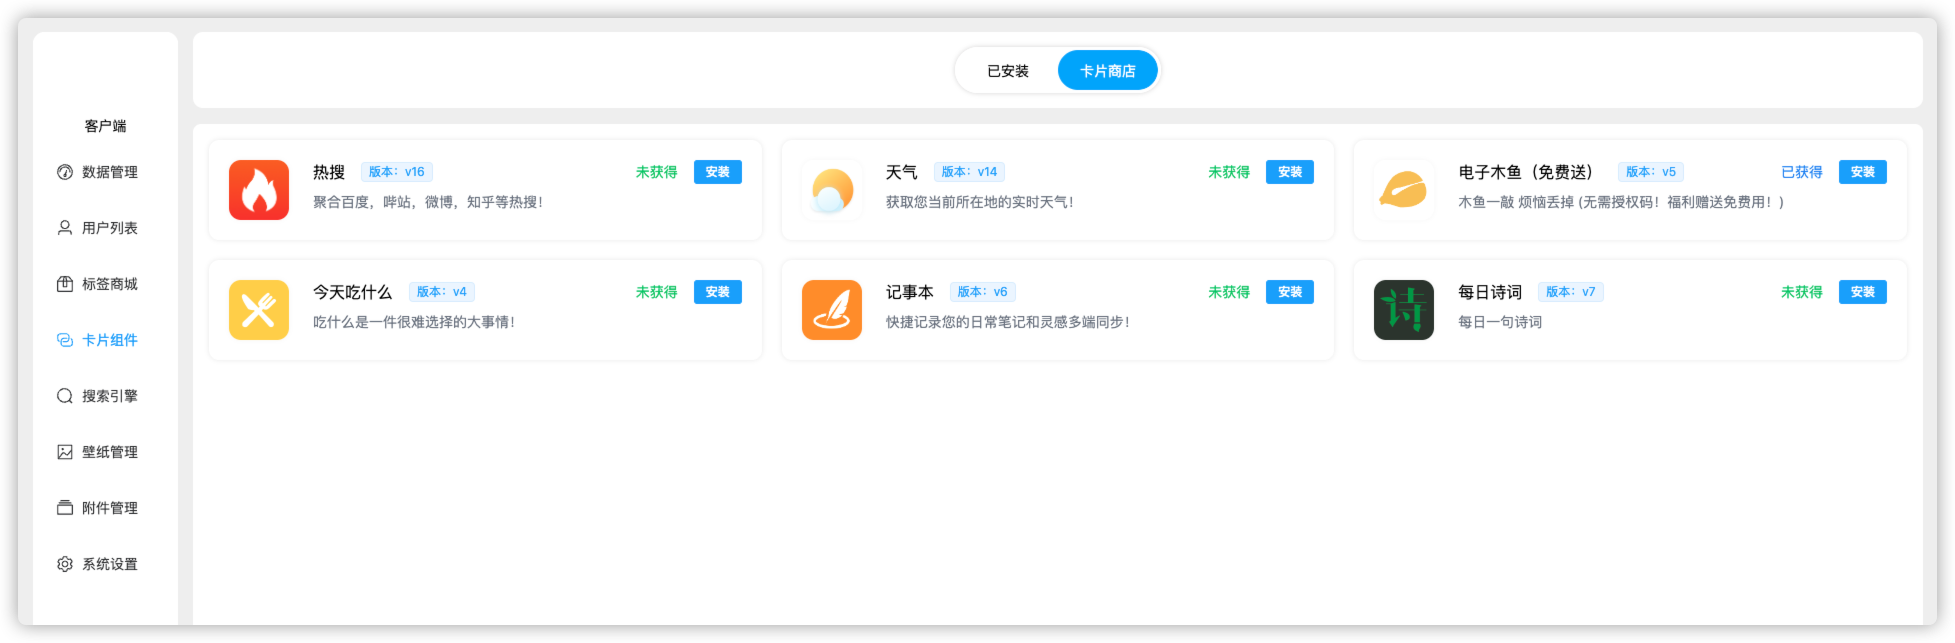 已安装
卡片商店
客户端
数据管理
用户列表
标签商城
卡片组件
搜索引擎
壁纸管理
附件管理
系统设置
热搜 版本：v16 未获得 安装
聚合百度，哔站，微博，知乎等热搜！
天气 版本：v14 未获得 安装
获取您当前所在地的实时天气！
电子木鱼（免费送） 版本：v5 已获得 安装
木鱼一敲 烦恼丢掉 (无需授权码！福利赠送免费用！)
今天吃什么 版本：v4 未获得 安装
吃什么是一件很难选择的大事情！
记事本 版本：v6 未获得 安装
快捷记录您的日常笔记和灵感多端同步！
诗
每日诗词 版本：v7 未获得 安装
每日一句诗词